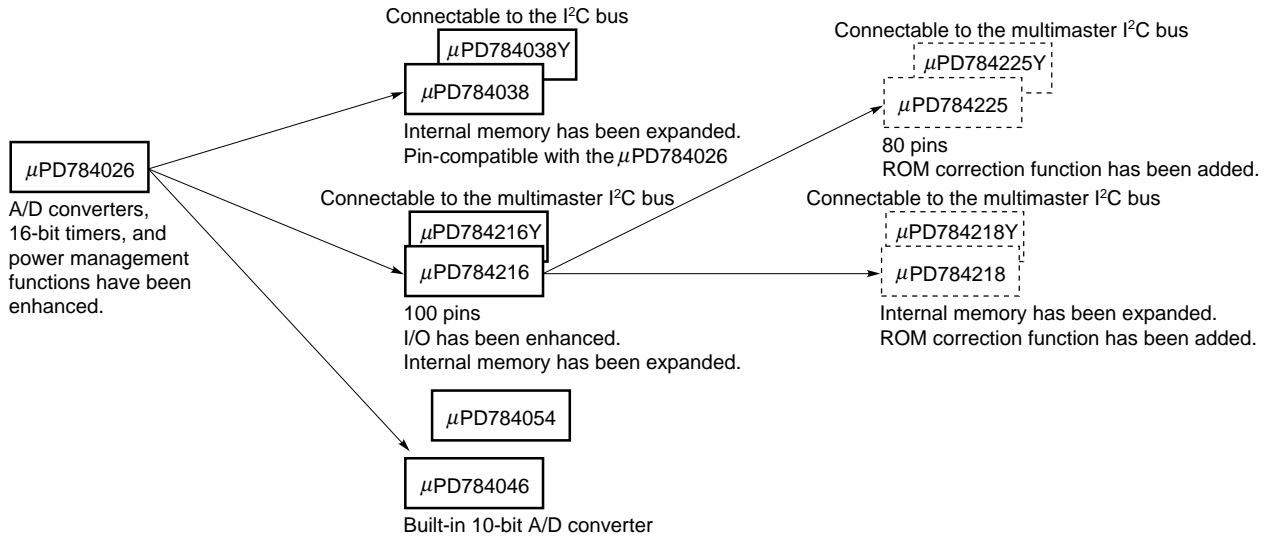 μPD784026
A/D converters,
16-bit timers, and
power management
functions have been
enhanced.
Connectable to the I²C bus
μPD784038Y
μPD784038
Internal memory has been expanded.
Pin-compatible with the μPD784026
Connectable to the multimaster I²C bus
μPD784216Y
μPD784216
100 pins
I/O has been enhanced.
Internal memory has been expanded.
μPD784054
μPD784046
Built-in 10-bit A/D converter
Connectable to the multimaster I²C bus
μPD784225Y
μPD784225
80 pins
ROM correction function has been added.
Connectable to the multimaster I²C bus
μPD784218Y
μPD784218
Internal memory has been expanded.
ROM correction function has been added.